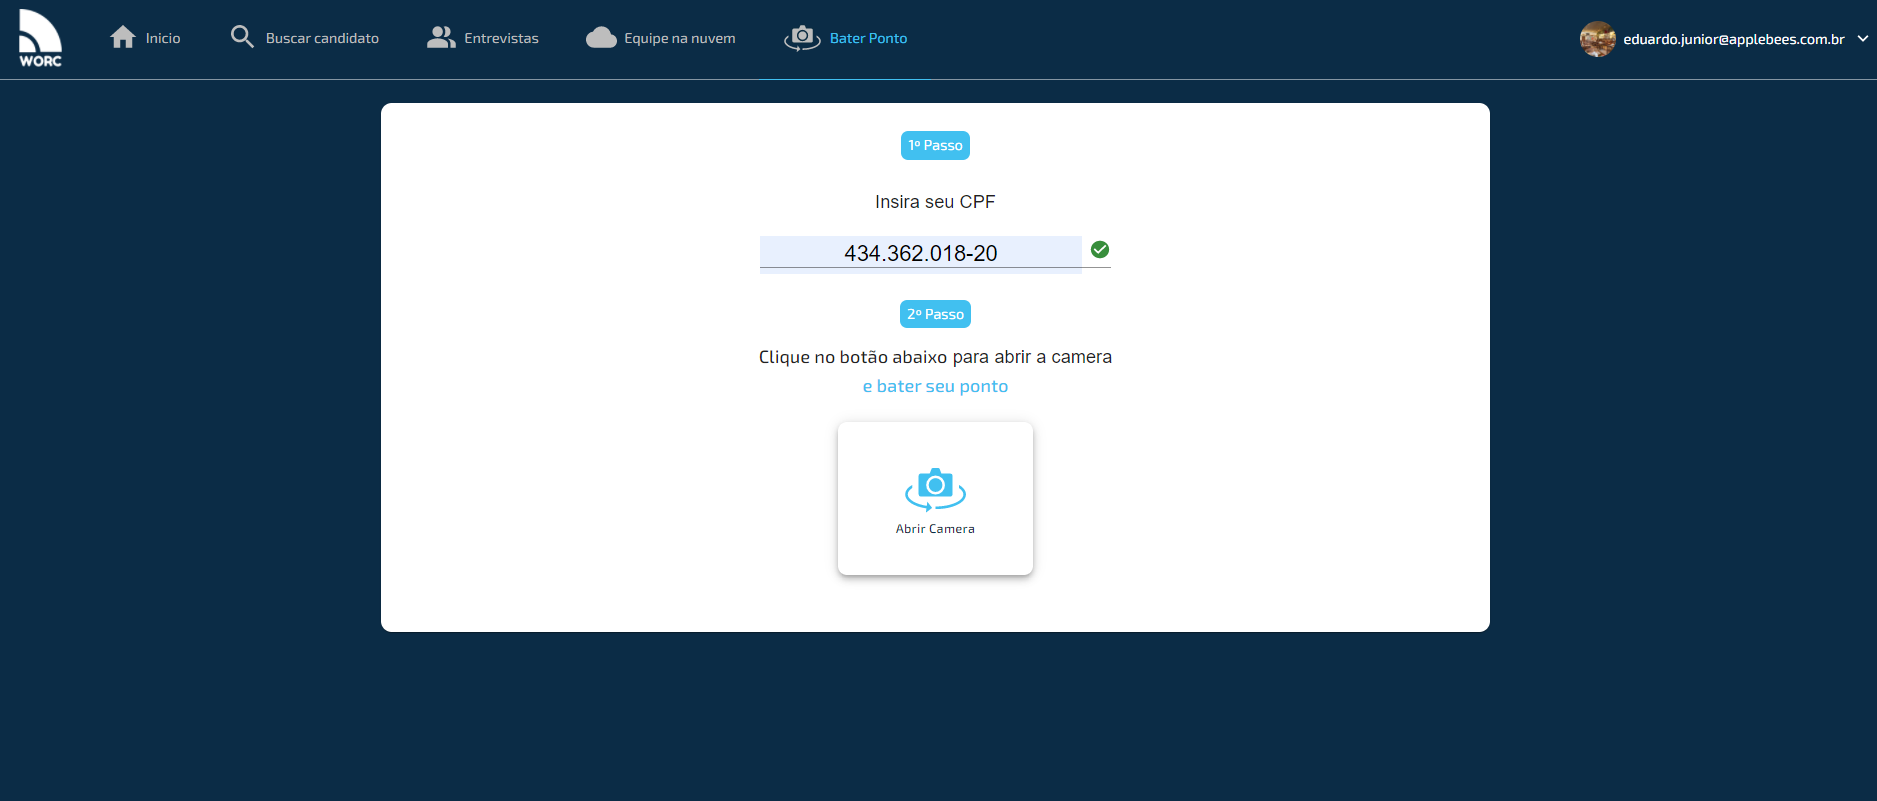 WORC
Inicio
Buscar candidato
Entrevistas
Equipe na nuvem
Bater Ponto
eduardo.junior@applebees.com.br
1º Passo
Insira seu CPF
434.362.018-20
2º Passo
Clique no botão abaixo para abrir a camera
e bater seu ponto
Abrir Camera